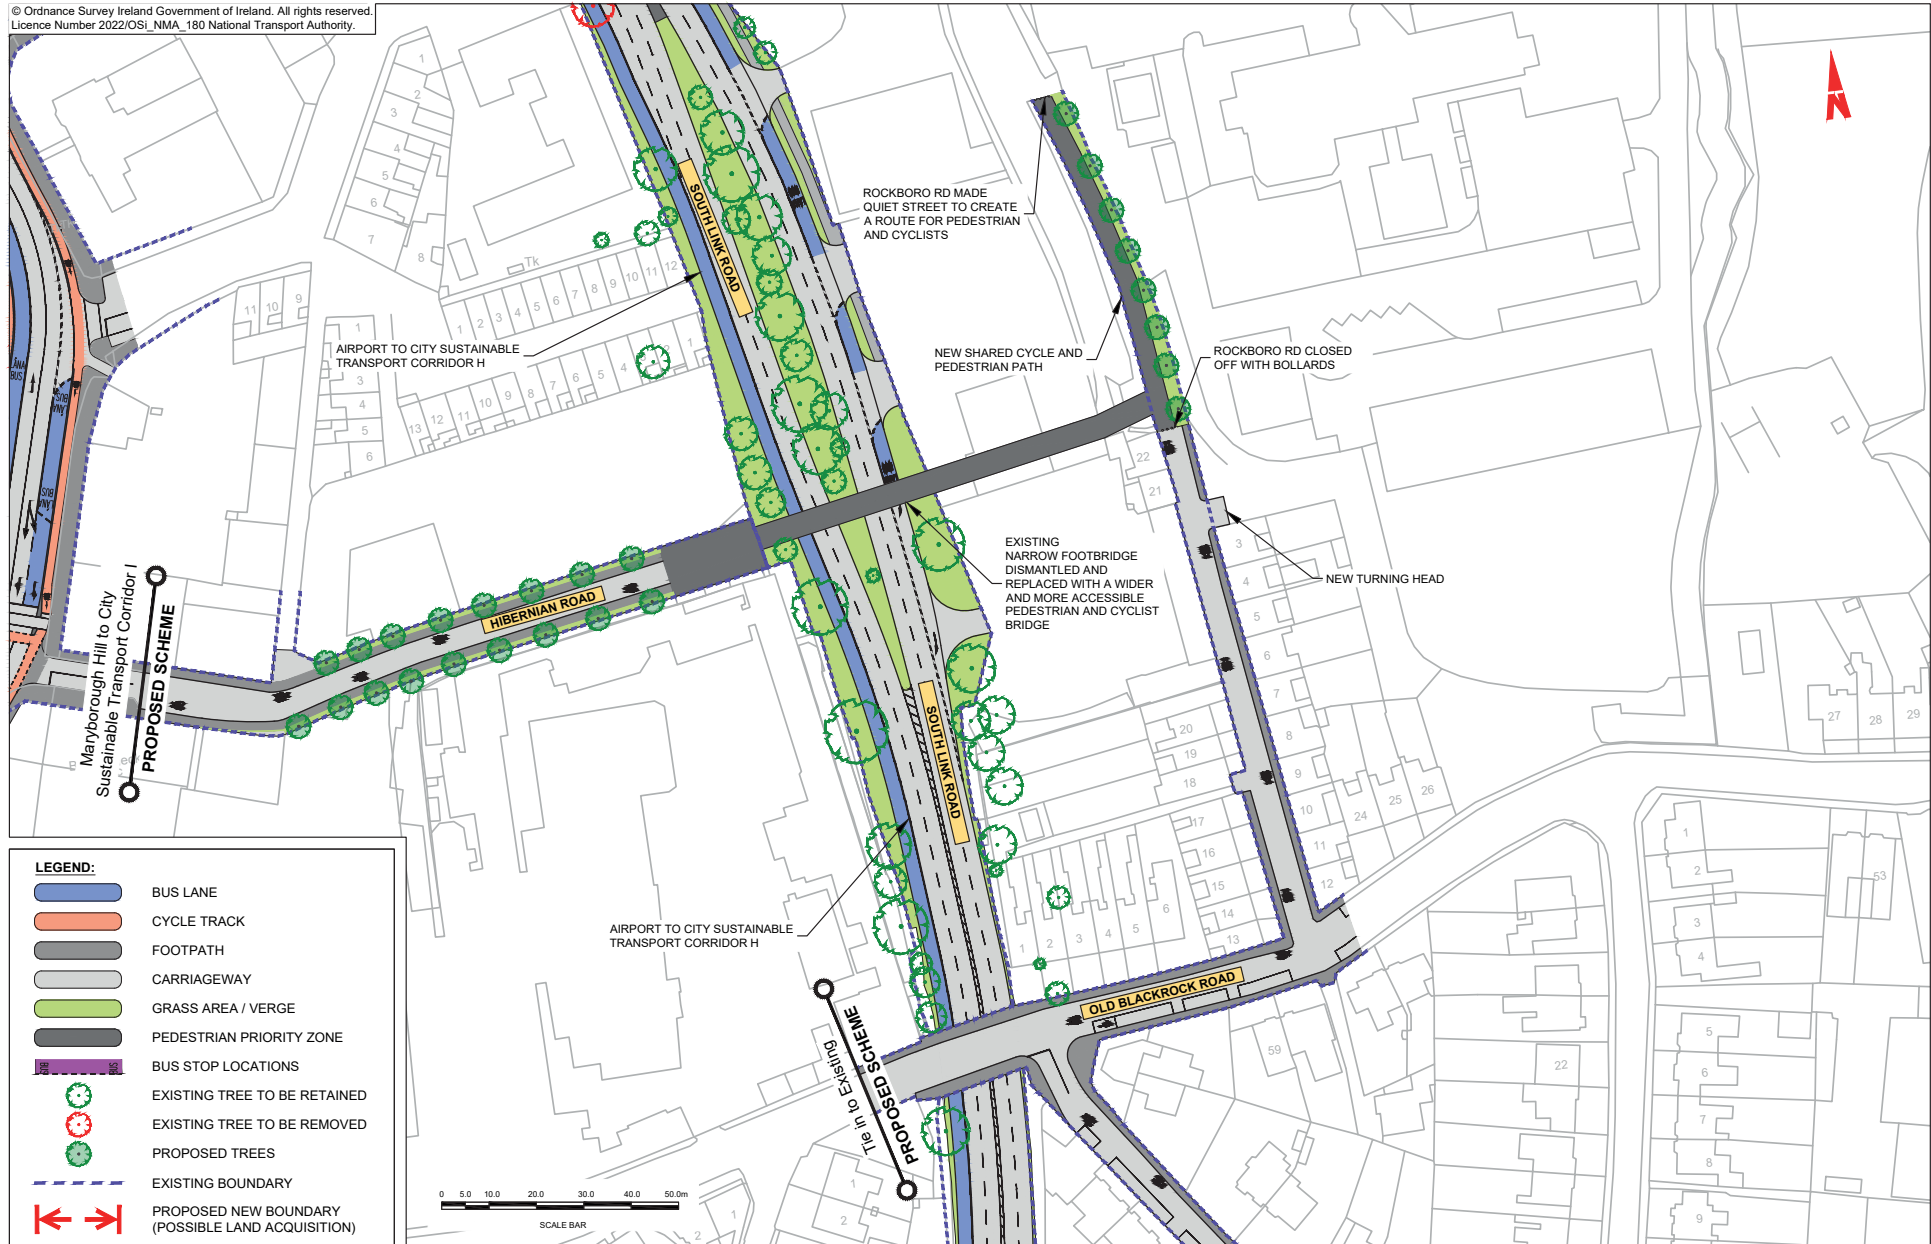 © Ordnance Survey Ireland Government of Ireland. All rights reserved.
Licence Number 2022/OSi_NMA_180 National Transport Authority.
N
SOUTH LINK ROAD
ROCKBORO RD MADE
QUIET STREET TO CREATE
A ROUTE FOR PEDESTRIAN
AND CYCLISTS
Tk
AIRPORT TO CITY SUSTAINABLE
TRANSPORT CORRIDOR H
NEW SHARED CYCLE AND
PEDESTRIAN PATH
ROCKBORO RD CLOSED
OFF WITH BOLLARDS
EXISTING
NARROW FOOTBRIDGE
DISMANTLED AND
REPLACED WITH A WIDER
AND MORE ACCESSIBLE
PEDESTRIAN AND CYCLIST
BRIDGE
NEW TURNING HEAD
HIBERNIAN ROAD
Maryborough Hill to City
Sustainable Transport Corridor I
PROPOSED SCHEME
SOUTH LINK ROAD
AIRPORT TO CITY SUSTAINABLE
TRANSPORT CORRIDOR H
OLD BLACKROCK ROAD
Tie in to Existing
PROPOSED SCHEME
LEGEND:
BUS LANE
CYCLE TRACK
FOOTPATH
CARRIAGEWAY
GRASS AREA / VERGE
PEDESTRIAN PRIORITY ZONE
BUS STOP LOCATIONS
EXISTING TREE TO BE RETAINED
EXISTING TREE TO BE REMOVED
PROPOSED TREES
EXISTING BOUNDARY
PROPOSED NEW BOUNDARY
(POSSIBLE LAND ACQUISITION)
0 5.0 10.0 20.0 30.0 40.0 50.0m
SCALE BAR